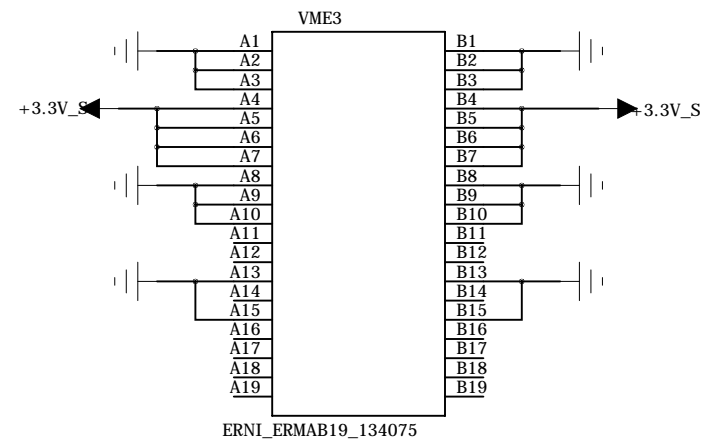 VME3
A1 B1
A2 B2
A3 B3
+3.3V_S A4 B4 +3.3V_S
A5 B5
A6 B6
A7 B7
A8 B8
A9 B9
A10 B10
A11 B11
A12 B12
A13 B13
A14 B14
A15 B15
A16 B16
A17 B17
A18 B18
A19 B19
ERNI_ERMAB19_134075